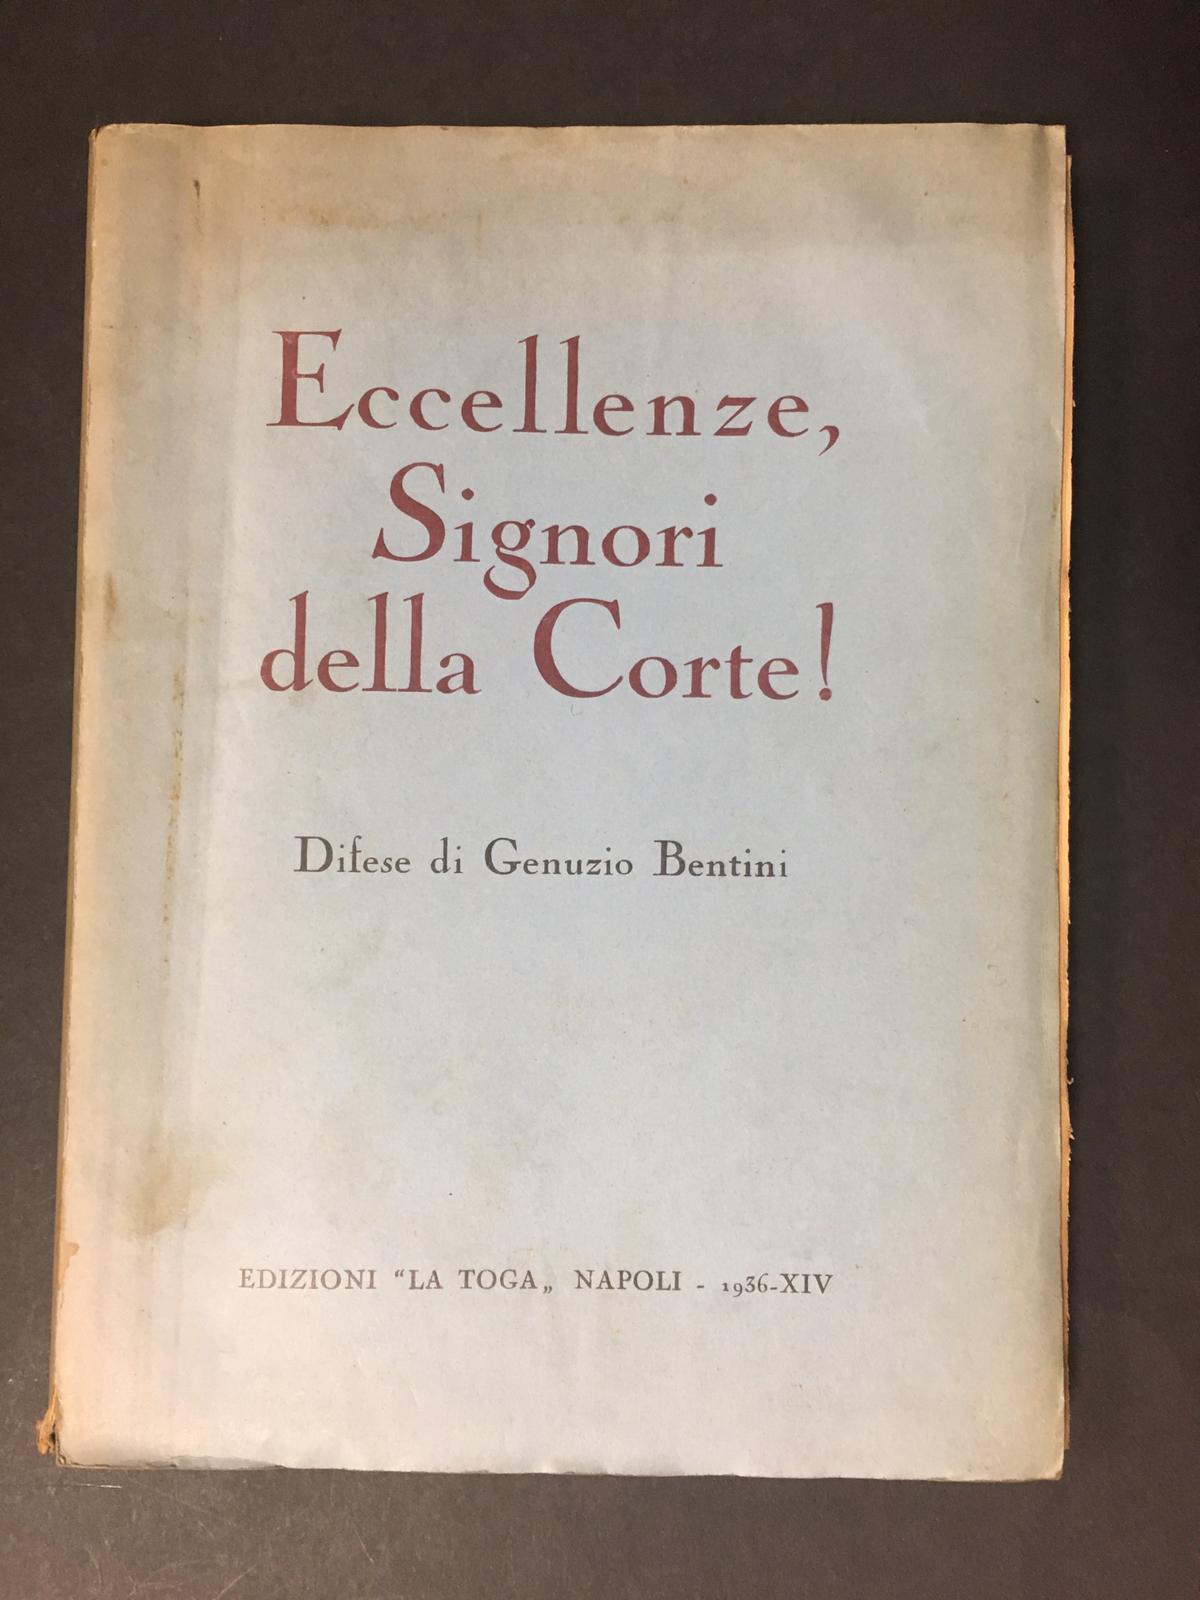 Eccellenze,
Signori
della Corte!
Difese di Genuzio Bentini
EDIZIONI “LA TOGA„ NAPOLI - 1936-XIV